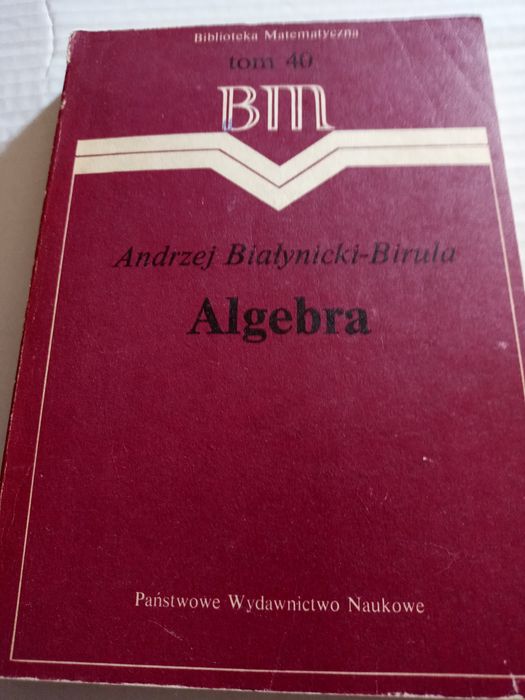 Biblioteka Matematyczna
tom 40
BM
Andrzej Białynicki-Birula
Algebra
Państwowe Wydawnictwo Naukowe